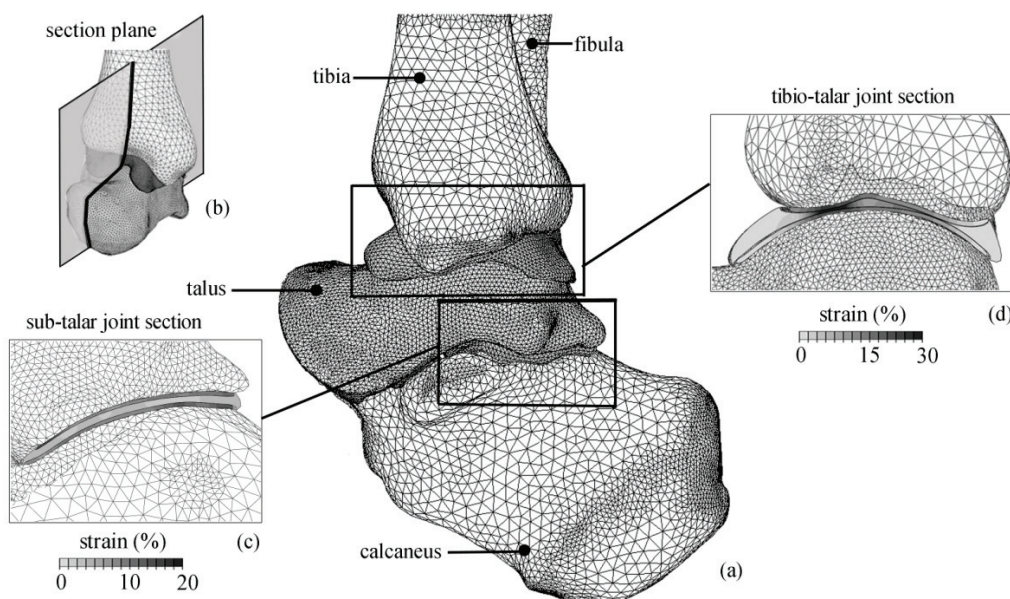 section plane
(b)
tibia
fibula
tibio-talar joint section
strain (%)
0 15 30
(d)
talus
sub-talar joint section
strain (%)
0 10 20
(c)
calcaneus
(a)